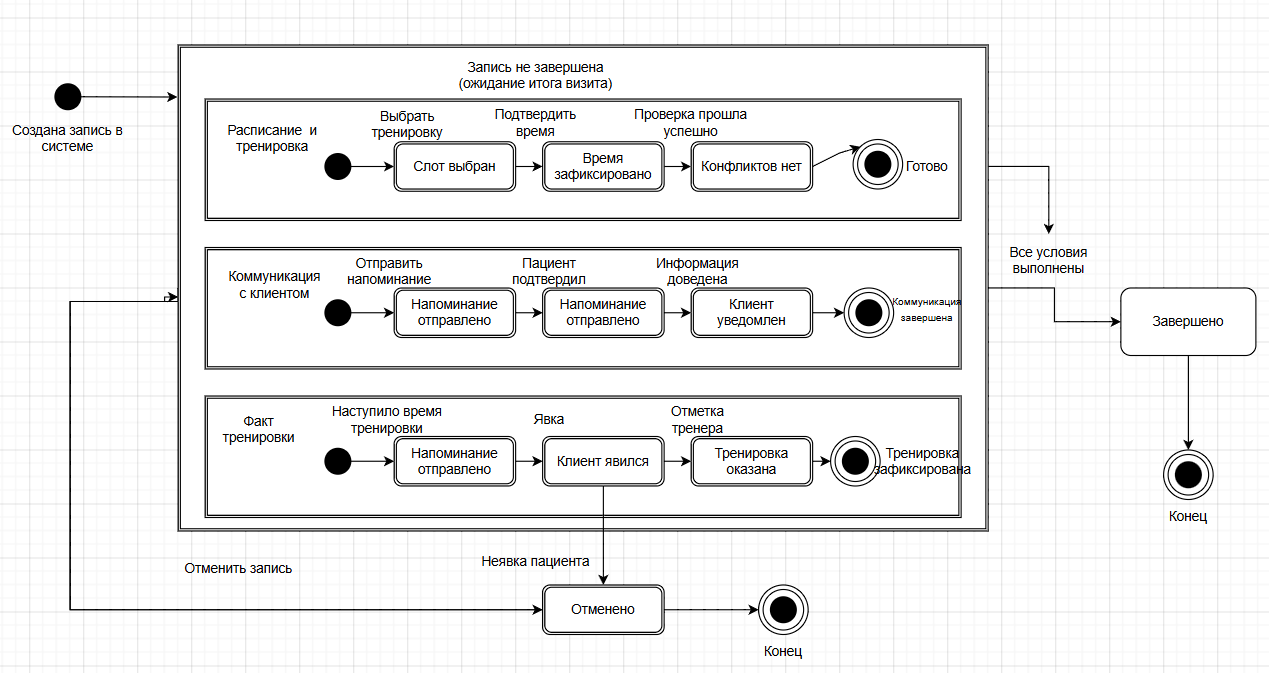 Запись не завершена
(ожидание итога визита)
Создана запись в
системе
Расписание и
тренировка
Выбрать
тренировку
Подтвердить
время
Проверка прошла
успешно
Слот выбран
Время
зафиксировано
Конфликтов нет
Готово
Коммуникация
с клиентом
Отправить
напоминание
Пациент
подтвердил
Информация
доведена
Напоминание
отправлено
Напоминание
отправлено
Клиент
уведомлен
Коммуникация
завершена
Все условия
выполнены
Завершено
Факт
тренировки
Наступило время
тренировки
Явка
Отметка
тренера
Напоминание
отправлено
Клиент явился
Тренировка
оказана
Тренировка
зафиксирована
Конец
Отменить запись
Неявка пациента
Отменено
Конец